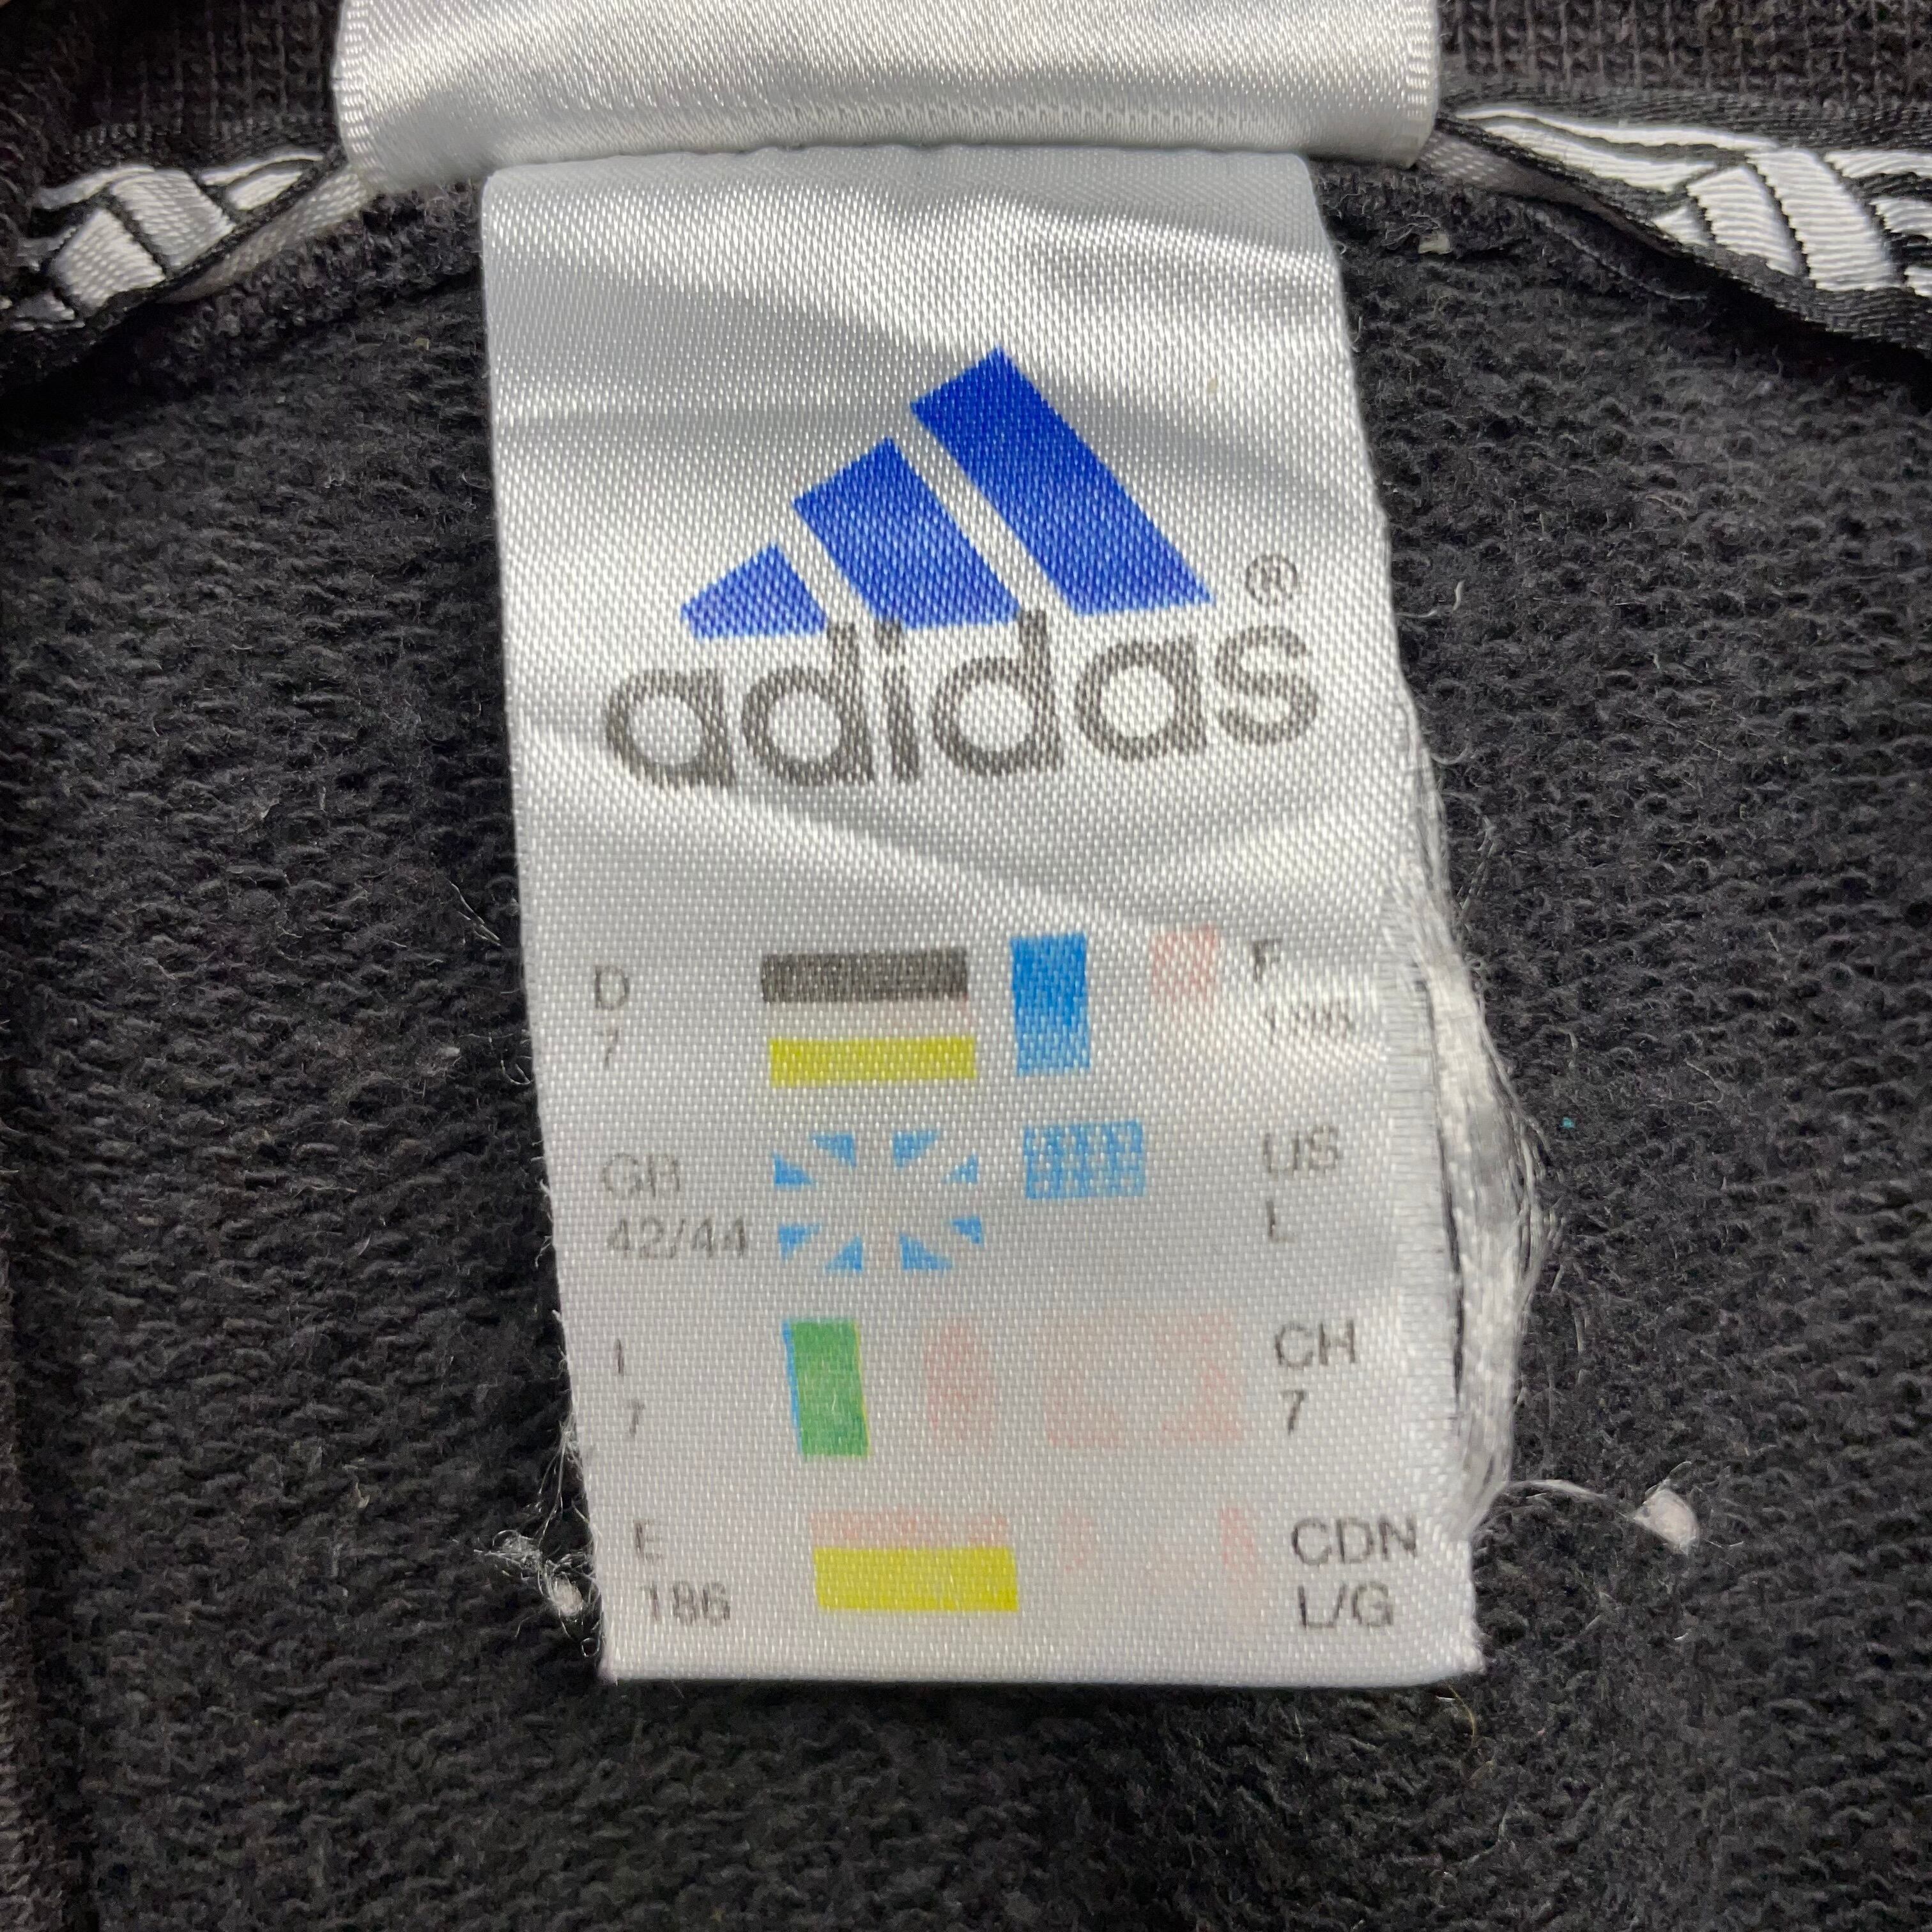 adidas®
D F
7
GB US
42/44 L
I CH
7 7
E CDN
186 L/G